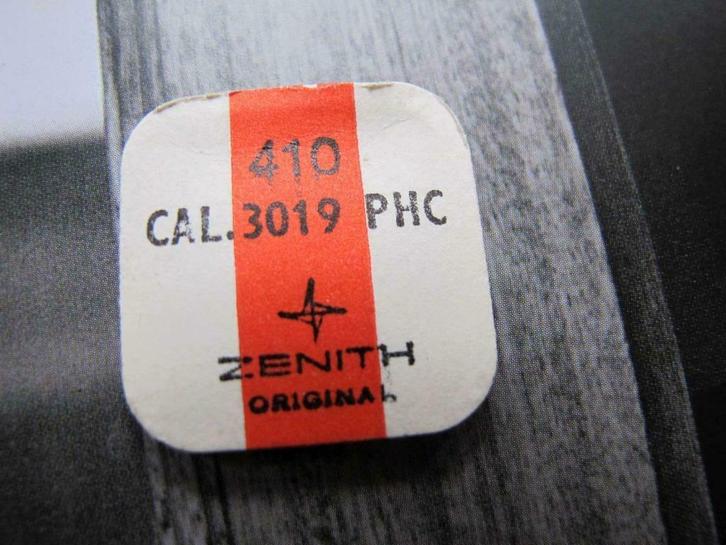 410
CAL.3019 PHC
ZENITH
ORIGINAL